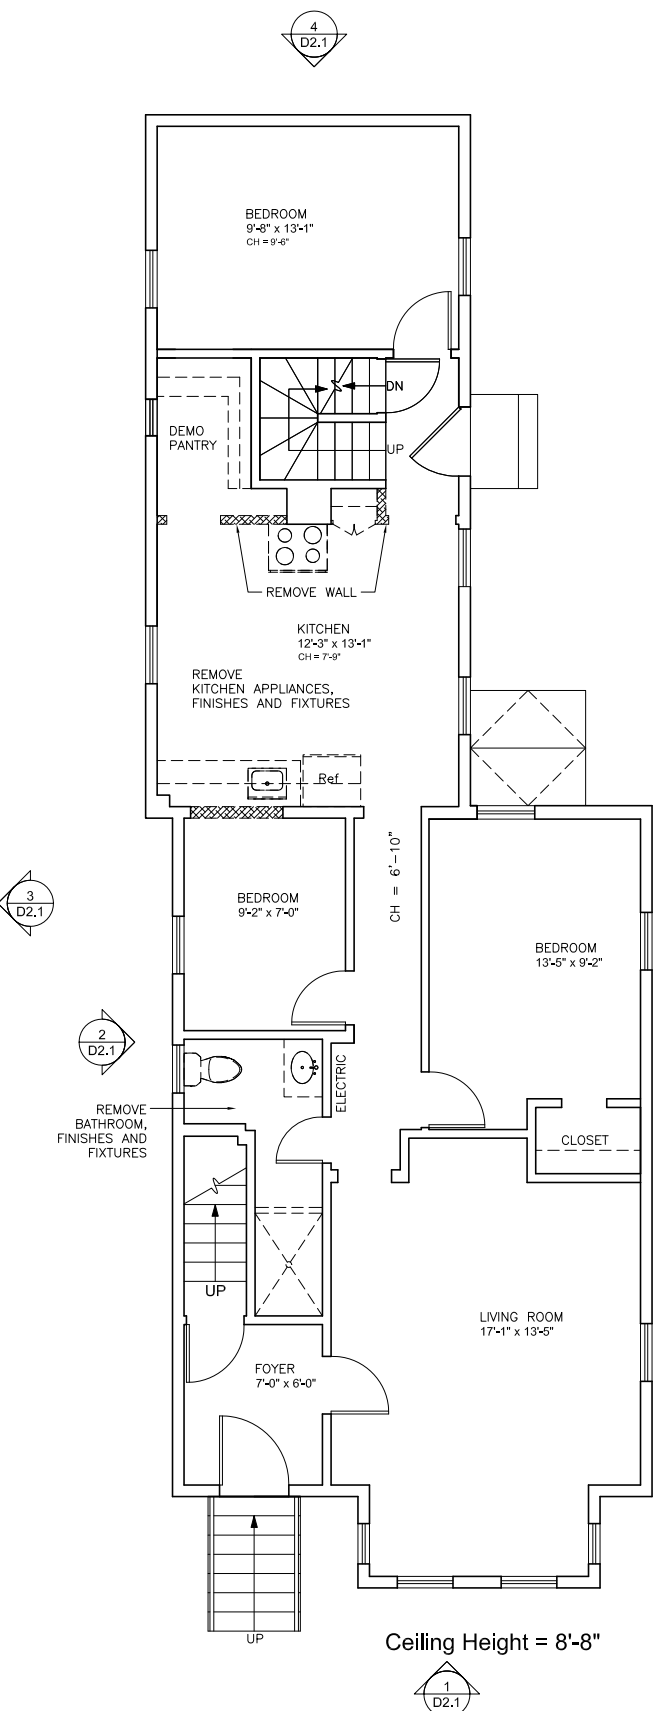 4
D2.1
BEDROOM
9'-8" x 13'-1"
CH = 9'-6"
DN
DEMO
PANTRY
UP
REMOVE WALL
KITCHEN
12'-3" x 13'-1"
CH = 7'-9"
REMOVE
KITCHEN APPLIANCES,
FINISHES AND FIXTURES
Ref
CH = 6'-10"
3
D2.1
BEDROOM
9'-2" x 7'-0"
BEDROOM
13'-5" x 9'-2"
2
D2.1
ELECTRIC
REMOVE
BATHROOM,
FINISHES AND
FIXTURES
CLOSET
UP
LIVING ROOM
17'-1" x 13'-5"
FOYER
7'-0" x 6'-0"
UP
Ceiling Height = 8'-8"
1
D2.1